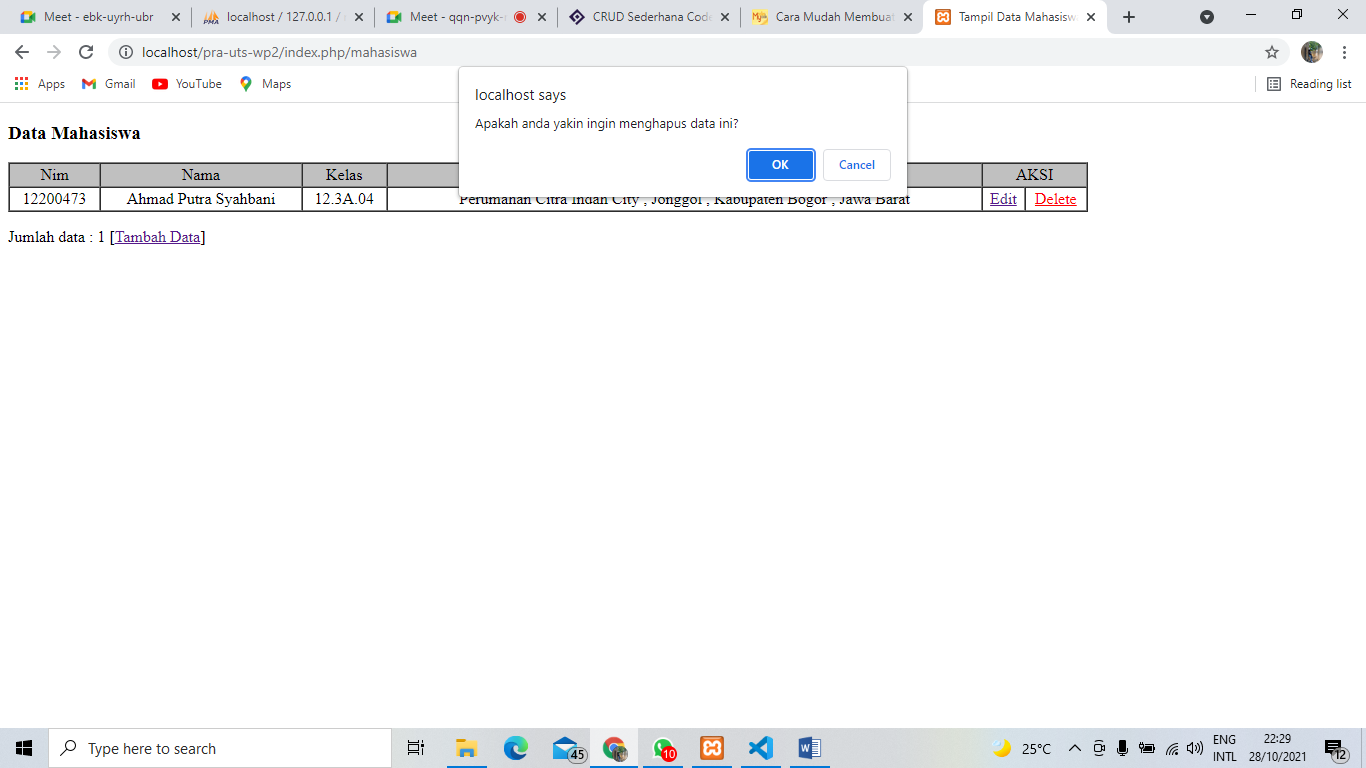 Meet - ebk-uyrh-ubr
localhost / 127.0.0.1 /
Meet - qqn-pvyk-
CRUD Sederhana Code
Cara Mudah Membuat
Tampil Data Mahasisw
localhost/pra-uts-wp2/index.php/mahasiswa
Apps
Gmail
YouTube
Maps
Reading list
localhost says
Apakah anda yakin ingin menghapus data ini?
OK
Cancel
Data Mahasiswa
Nim Nama Kelas AKSI
12200473 Ahmad Putra Syahbani 12.3A.04 Perumahan Citra Indah City , Jonggol , Kabupaten Bogor , Jawa Barat Edit Delete
Jumlah data : 1 [Tambah Data]
Type here to search
45
10
25°C
ENG
INTL
22:29
28/10/2021
12